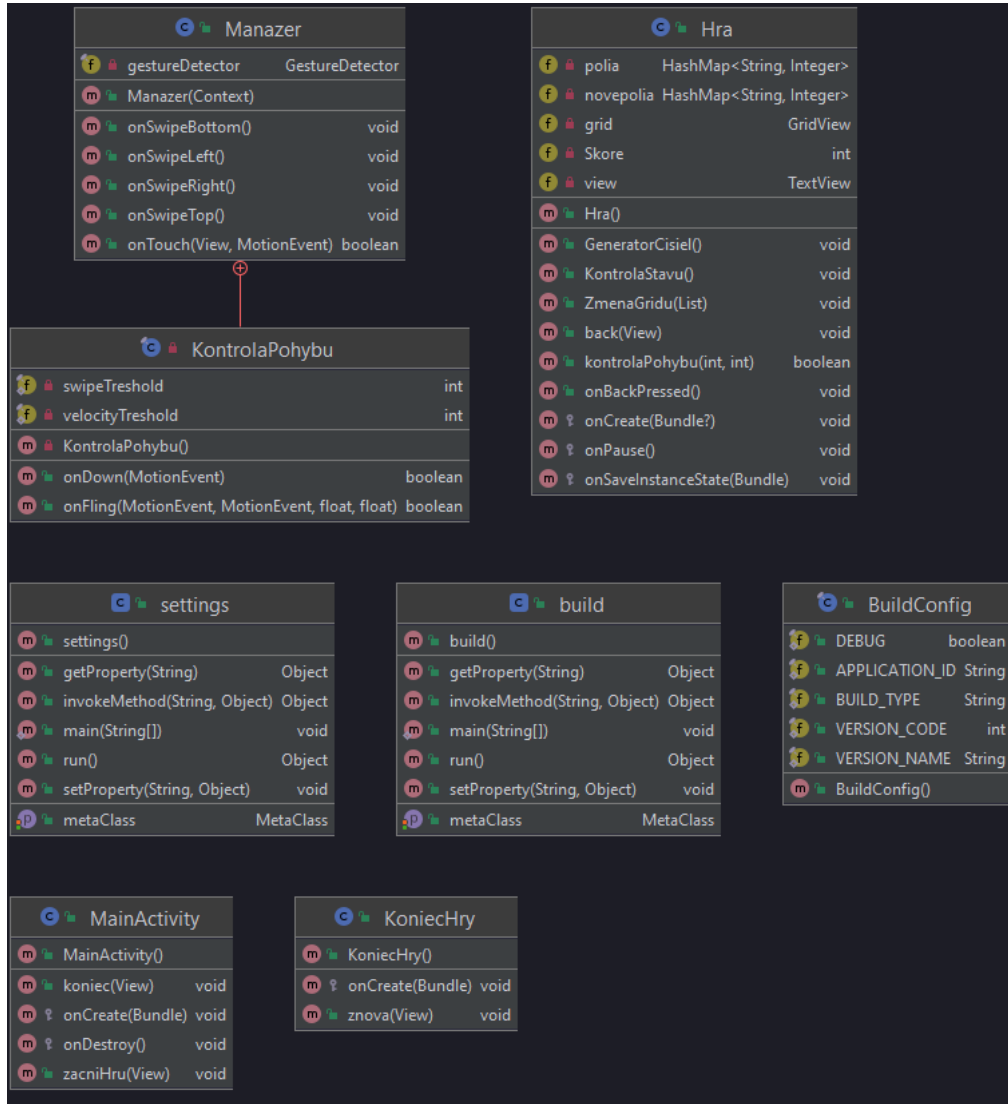 Manazer
gestureDetector GestureDetector
Manazer(Context)
onSwipeBottom() void
onSwipeLeft() void
onSwipeRight() void
onSwipeTop() void
onTouch(View, MotionEvent) boolean
Hra
polia HashMap<String, Integer>
novepolia HashMap<String, Integer>
grid GridView
Skore int
view TextView
Hra()
GeneratorCisiel() void
KontrolaStavu() void
ZmenaGridu(List) void
back(View) void
kontrolaPohybu(int, int) boolean
onBackPressed() void
onCreate(Bundle?) void
onPause() void
onSaveInstanceState(Bundle) void
KontrolaPohybu
swipeTreshold int
velocityTreshold int
KontrolaPohybu()
onDown(MotionEvent) boolean
onFling(MotionEvent, MotionEvent, float, float) boolean
settings
settings()
getProperty(String) Object
invokeMethod(String, Object) Object
main(String[]) void
run() Object
setProperty(String, Object) void
metaClass MetaClass
build
build()
getProperty(String) Object
invokeMethod(String, Object) Object
main(String[]) void
run() Object
setProperty(String, Object) void
metaClass MetaClass
BuildConfig
DEBUG boolean
APPLICATION_ID String
BUILD_TYPE String
VERSION_CODE int
VERSION_NAME String
BuildConfig()
MainActivity
MainActivity()
koniec(View) void
onCreate(Bundle) void
onDestroy() void
zacniHru(View) void
KoniecHry
KoniecHry()
onCreate(Bundle) void
znova(View) void